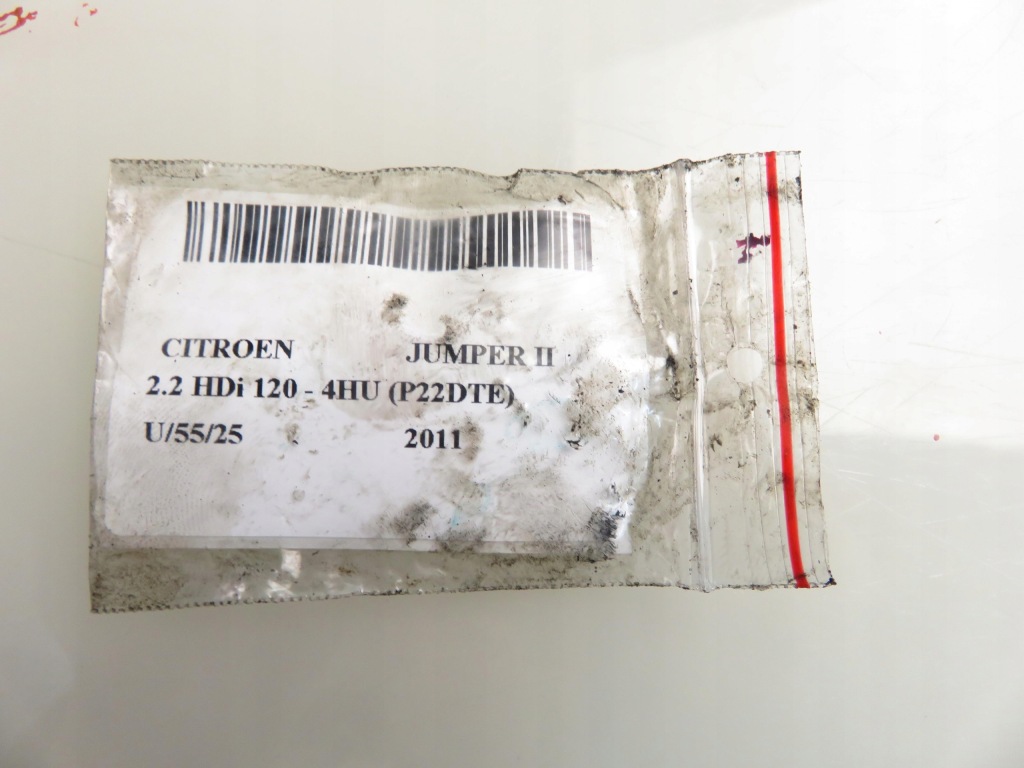 CITROEN JUMPER II
2.2 HDi 120 - 4HU (P22DTE)
U/55/25 2011